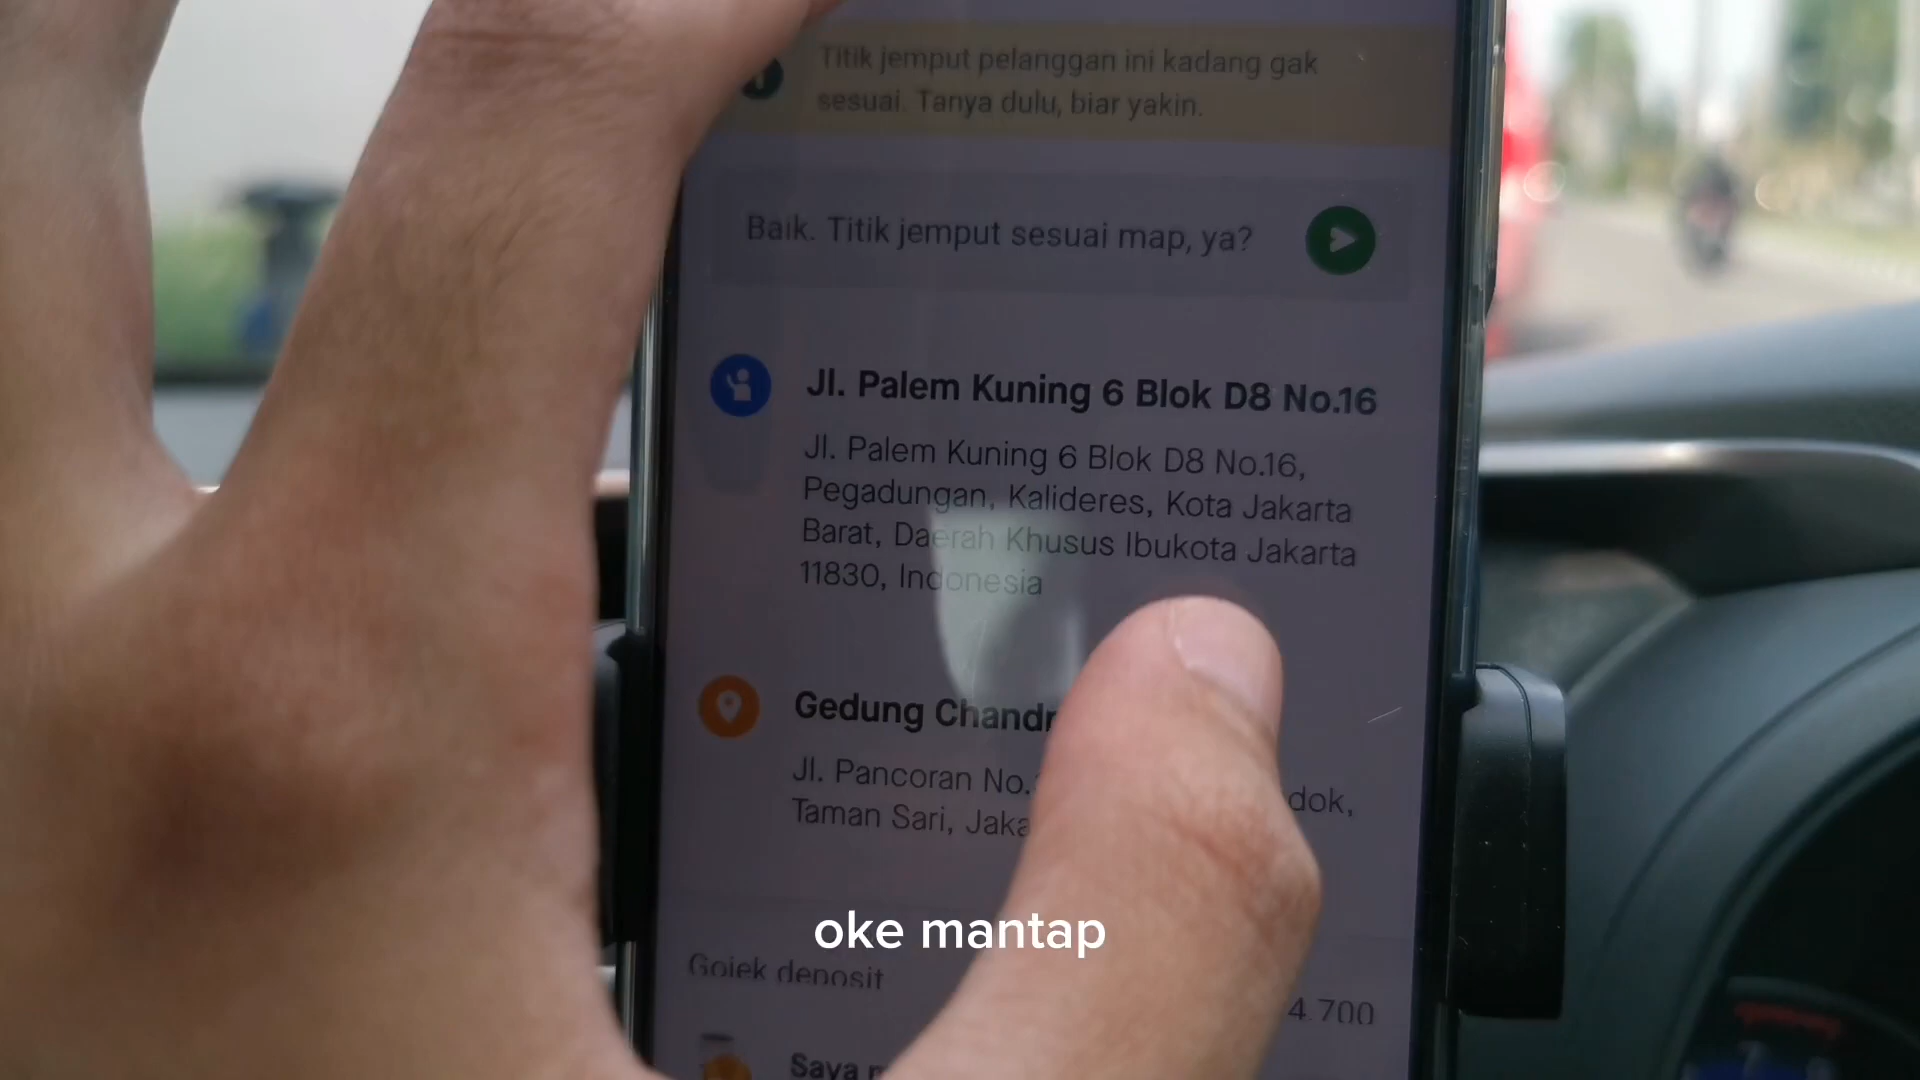 Titik jemput pelanggan ini kadang gak
sesuai. Tanya dulu, biar yakin.
Baik. Titik jemput sesuai map, ya?
Jl. Palem Kuning 6 Blok D8 No.16
Jl. Palem Kuning 6 Blok D8 No.16,
Pegadungan, Kalideres, Kota Jakarta
Barat, Daerah Khusus Ibukota Jakarta
11830, Indonesia
Gedung
Jl. Pancoran No.
dok,
Taman Sari,
oke mantap
Gojek deposit
4.700
Saya